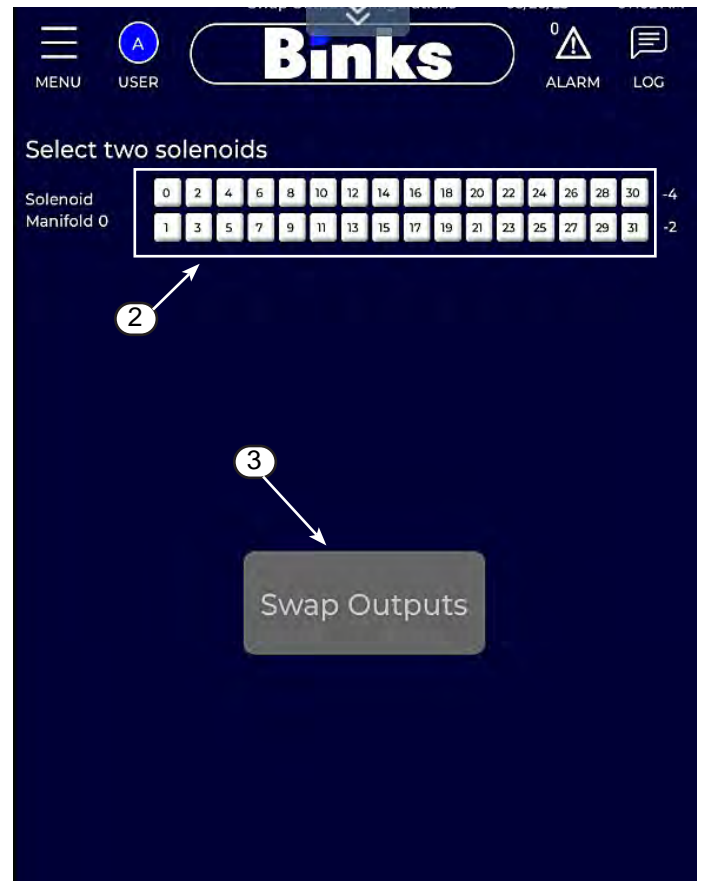 A
Binks
0
MENU
USER
ALARM
LOG
Select two solenoids
Solenoid
Manifold 0
0 2 4 6 8 10 12 14 16 18 20 22 24 26 28 30 -4
1 3 5 7 9 11 13 15 17 19 21 23 25 27 29 31 -2
2
3
Swap Outputs